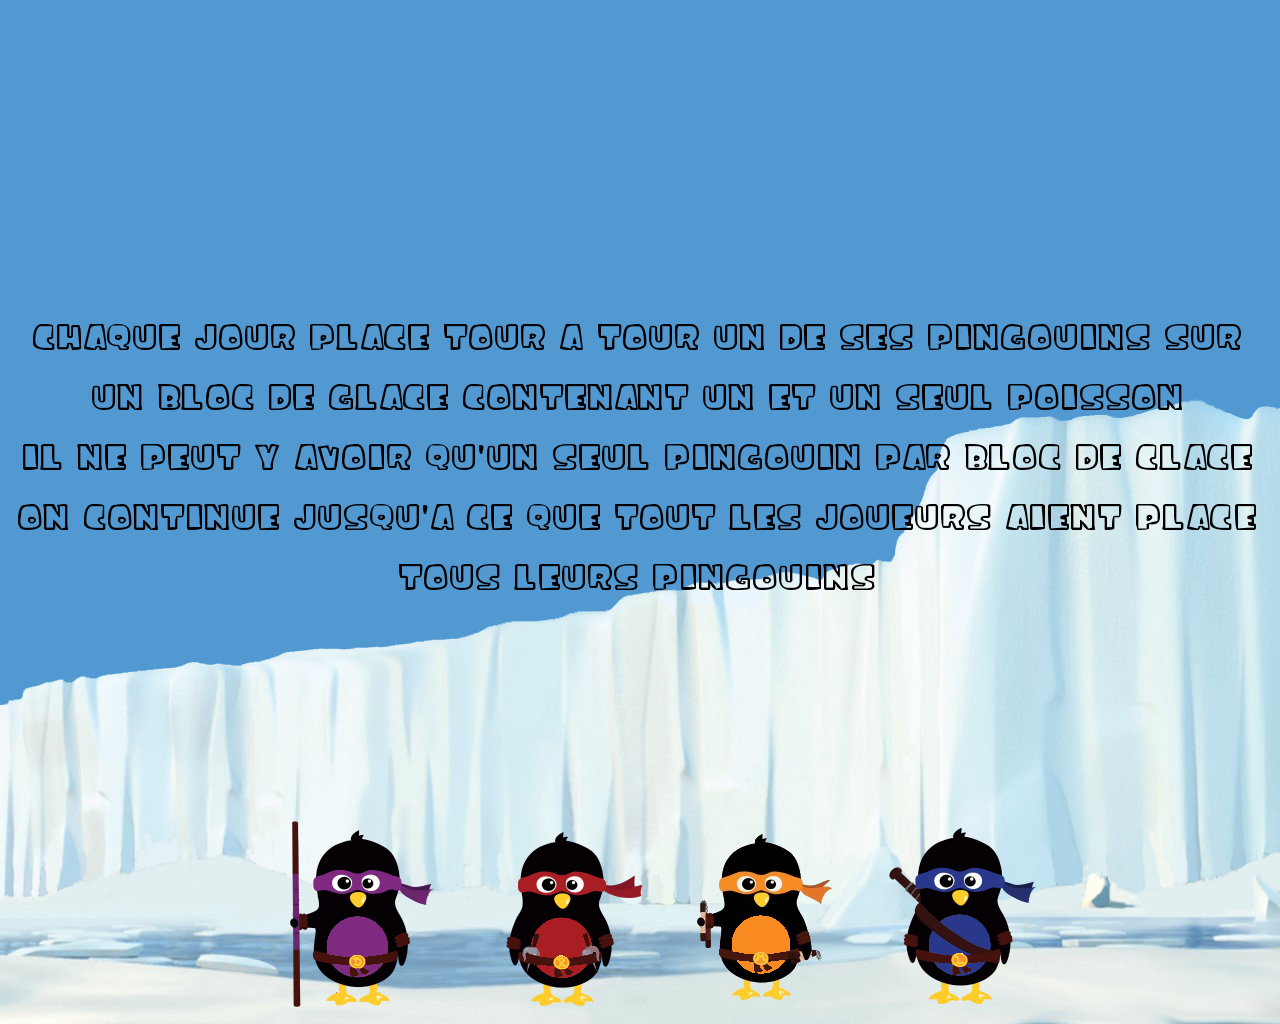 CHAQUE JOUR PLACE TOUR A TOUR UN DE SES PINGOUINS SUR
UN BLOC DE GLACE CONTENANT UN ET UN SEUL POISSON
IL NE PEUT Y AVOIR QU'UN SEUL PINGOUIN PAR BLOC DE CLACE
ON CONTINUE JUSQU'A CE QUE TOUT LES JOUEURS AIENT PLACE
TOUS LEURS PINGOUINS